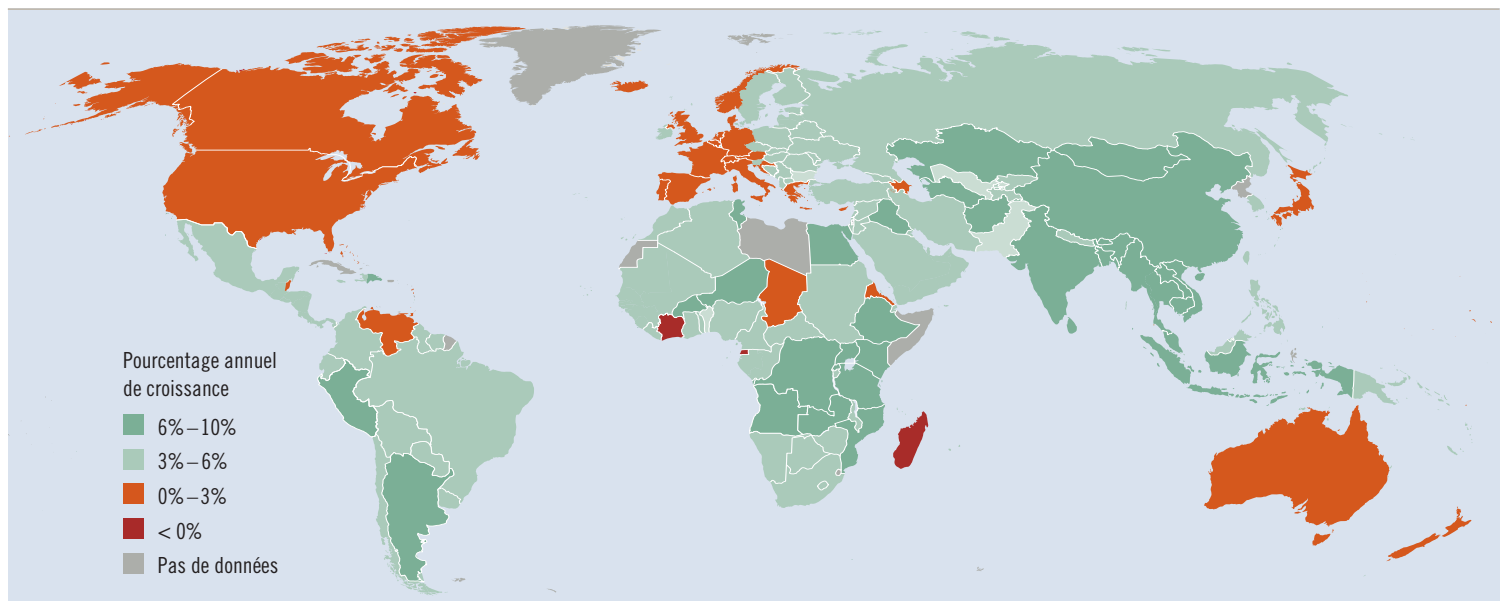 Pourcentage annuel
de croissance
6%–10%
3%–6%
0%–3%
< 0%
Pas de données